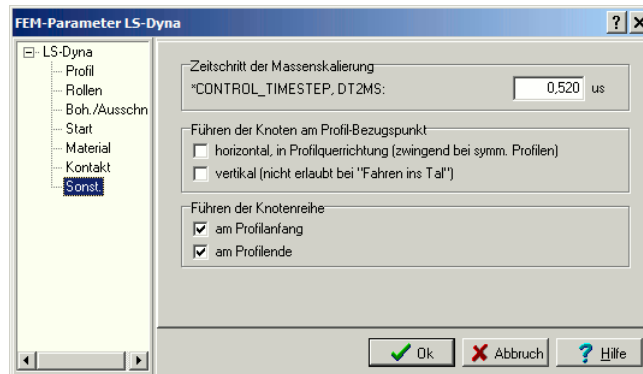 FEM-Parameter LS-Dyna
LS-Dyna
Profil
Rollen
Boh./Ausschn
Start
Material
Kontakt
Sonst.
Zeitschritt der Massenskalierung
*CONTROL_TIMESTEP, DT2MS: 0,520 us
Führen der Knoten am Profil-Bezugspunkt
horizontal, in Profilquerrichtung (zwingend bei symm. Profilen)
vertikal (nicht erlaubt bei "Fahren ins Tal")
Führen der Knotenreihe
am Profilanfang
am Profilende
Ok Abbruch Hilfe